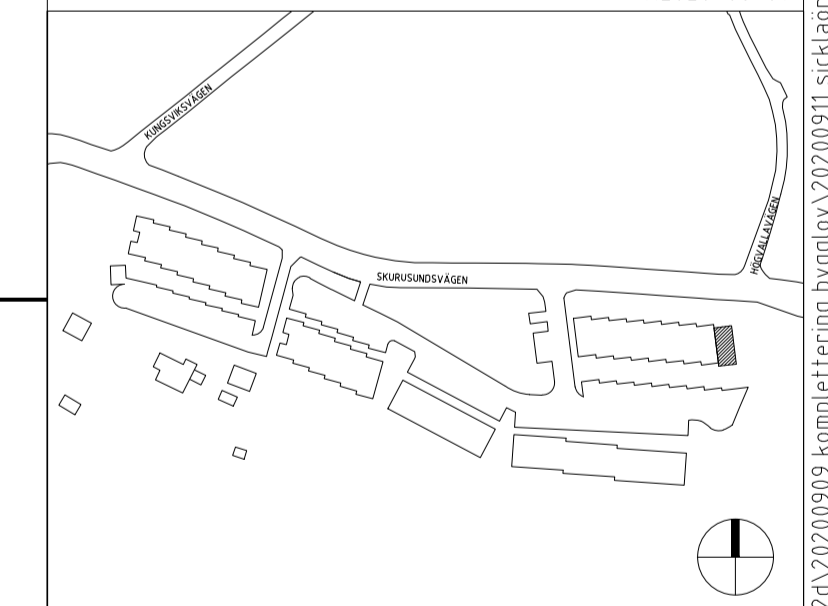 KUNGSVIKSVÄGEN
HÖGVALLAVÄGEN
SKURUSUNDSVÄGEN
2d\20200909 komplettering bygglov\20200911 sicklaön